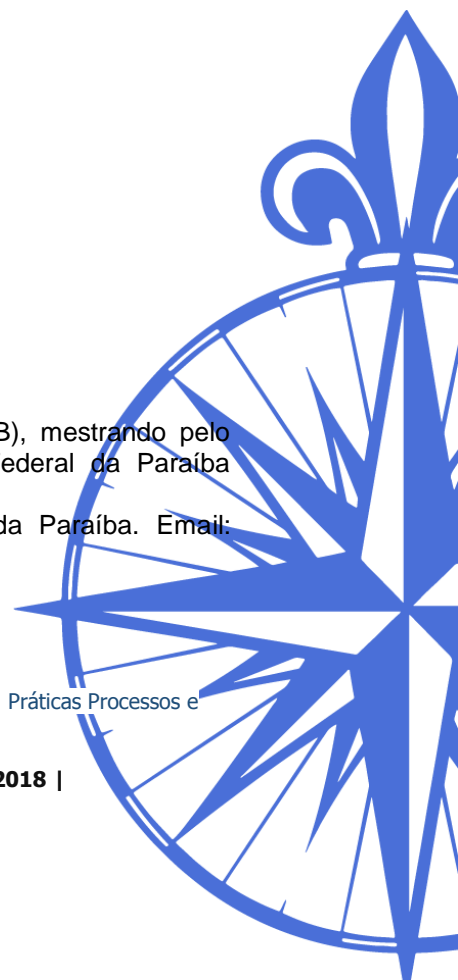 B), mestrando pelo
ederal da Paraíba
da Paraíba. Email:
Práticas Processos e
2018 |